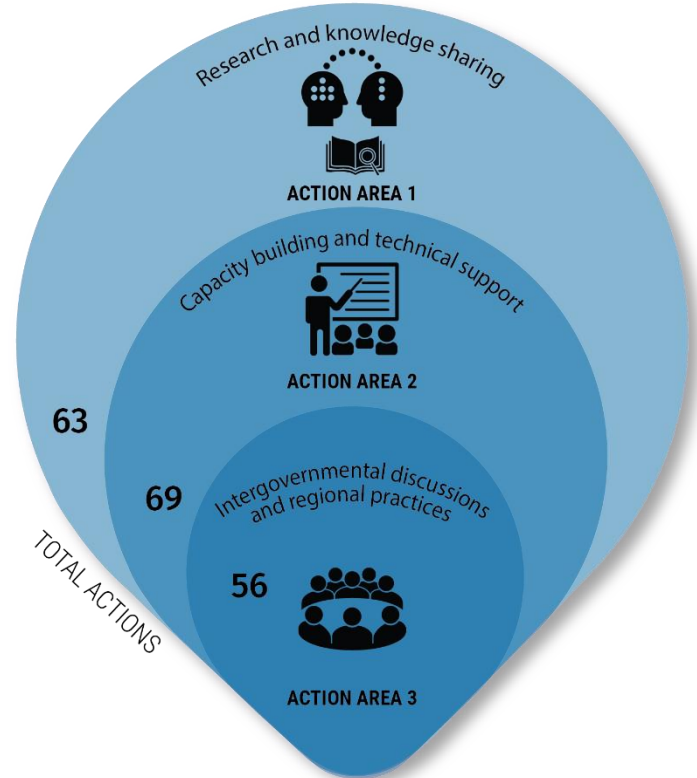 Research and knowledge sharing
ACTION AREA 1
Capacity building and technical support
ACTION AREA 2
63
69
Intergovernmental discussions
and regional practices
56
TOTAL ACTIONS
ACTION AREA 3